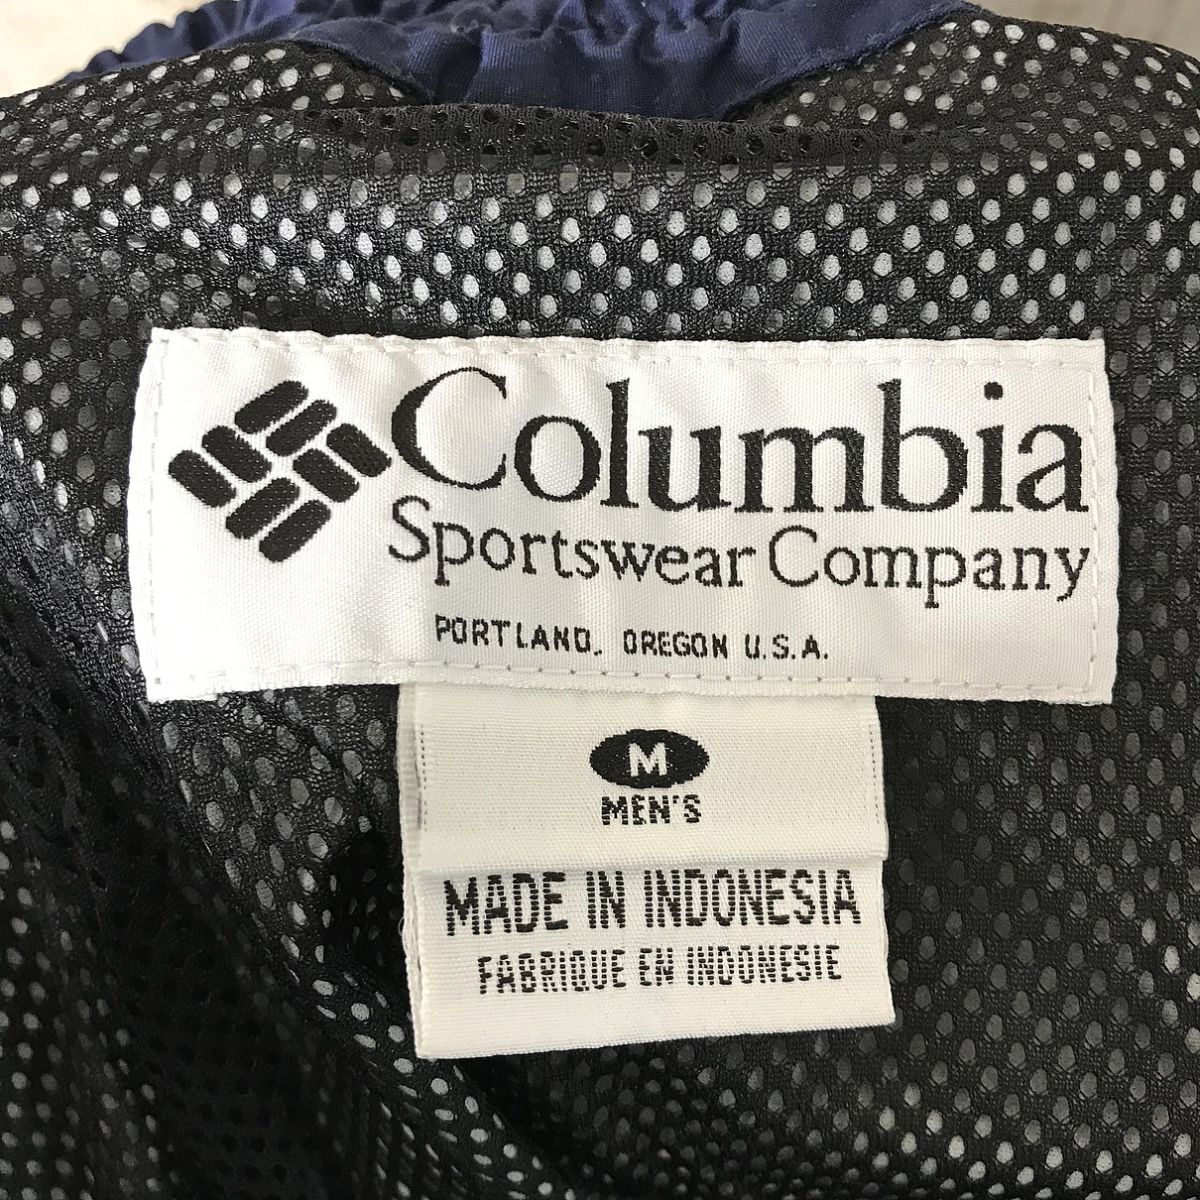 Columbia
Sportswear Company
PORTLAND, OREGON U.S.A.
M
MEN'S
MADE IN INDONESIA
FABRIQUE EN INDONESIE